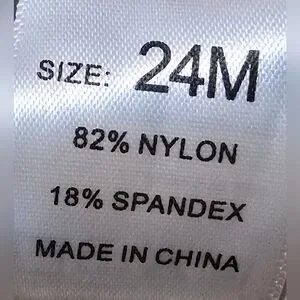 SIZE: 24M
82% NYLON
18% SPANDEX
MADE IN CHINA